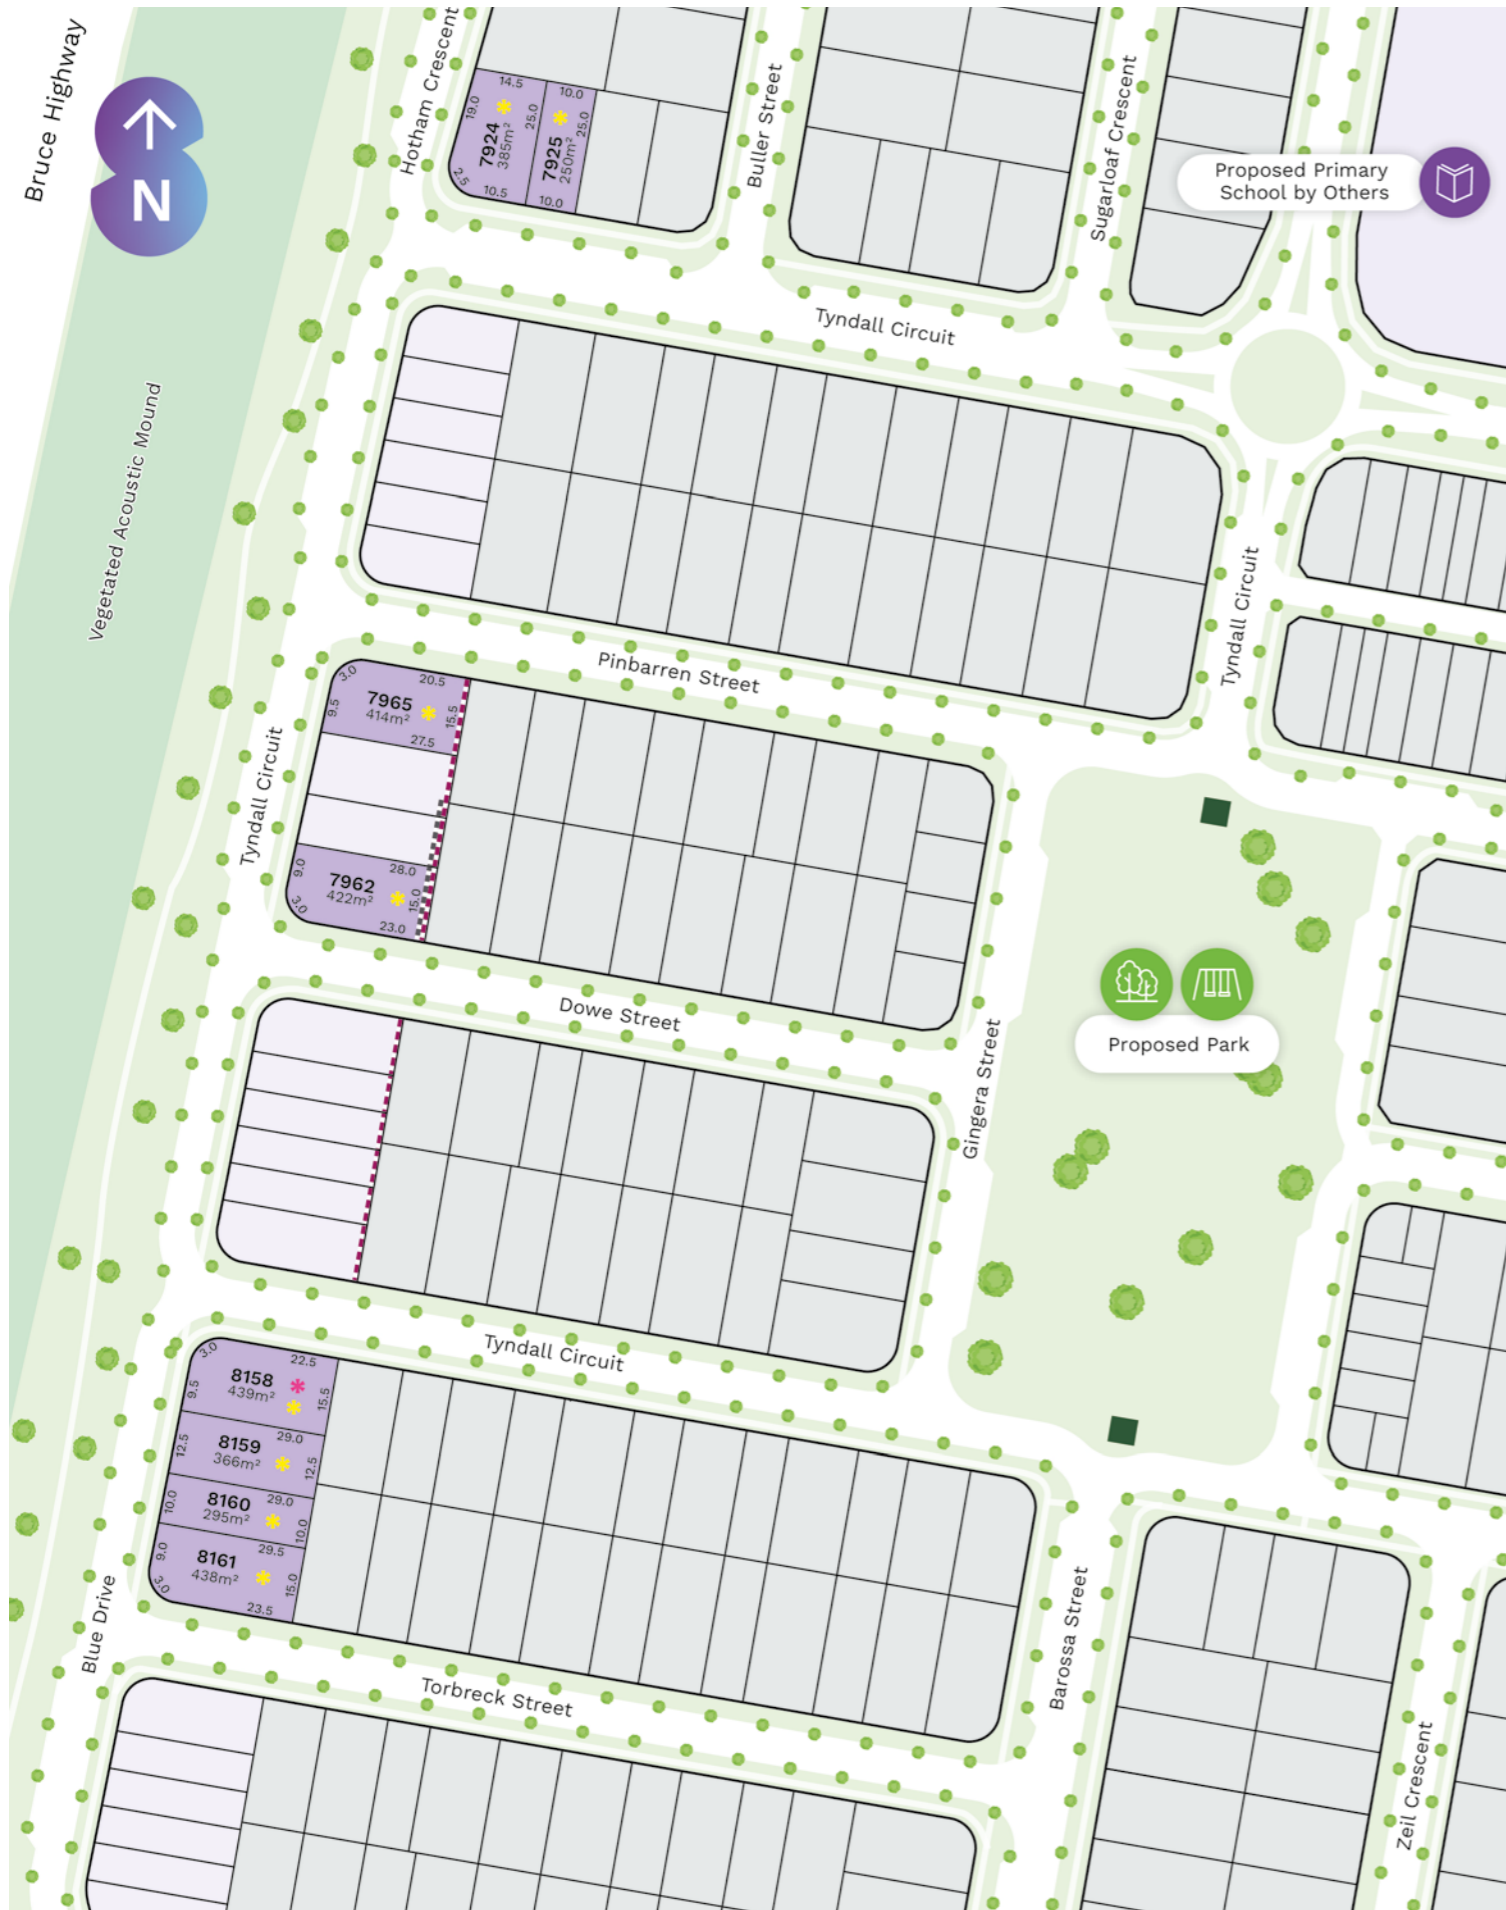 Bruce Highway
N
Vegetated Acoustic Mound
Hotham Crescent
14.5
19.0
7924
385m²
25.0
2.5
10.5
10.0
7925
250m²
25.0
10.0
Buller Street
Sugarloaf Crescent
Proposed Primary
School by Others
Tyndall Circuit
Tyndall Circuit
Pinbarren Street
3.0
20.5
9.5
7965
414m²
15.5
27.5
Tyndall Circuit
9.0
28.0
7962
422m²
15.0
3.0
23.0
Dowe Street
Gingera Street
Proposed Park
Tyndall Circuit
3.0
22.5
8158
439m²
9.5
15.5
29.0
8159
366m²
12.5
12.5
29.0
8160
295m²
10.0
10.0
29.5
8161
438m²
9.0
15.0
3.0
23.5
Blue Drive
Torbreck Street
Barossa Street
Zeil Crescent